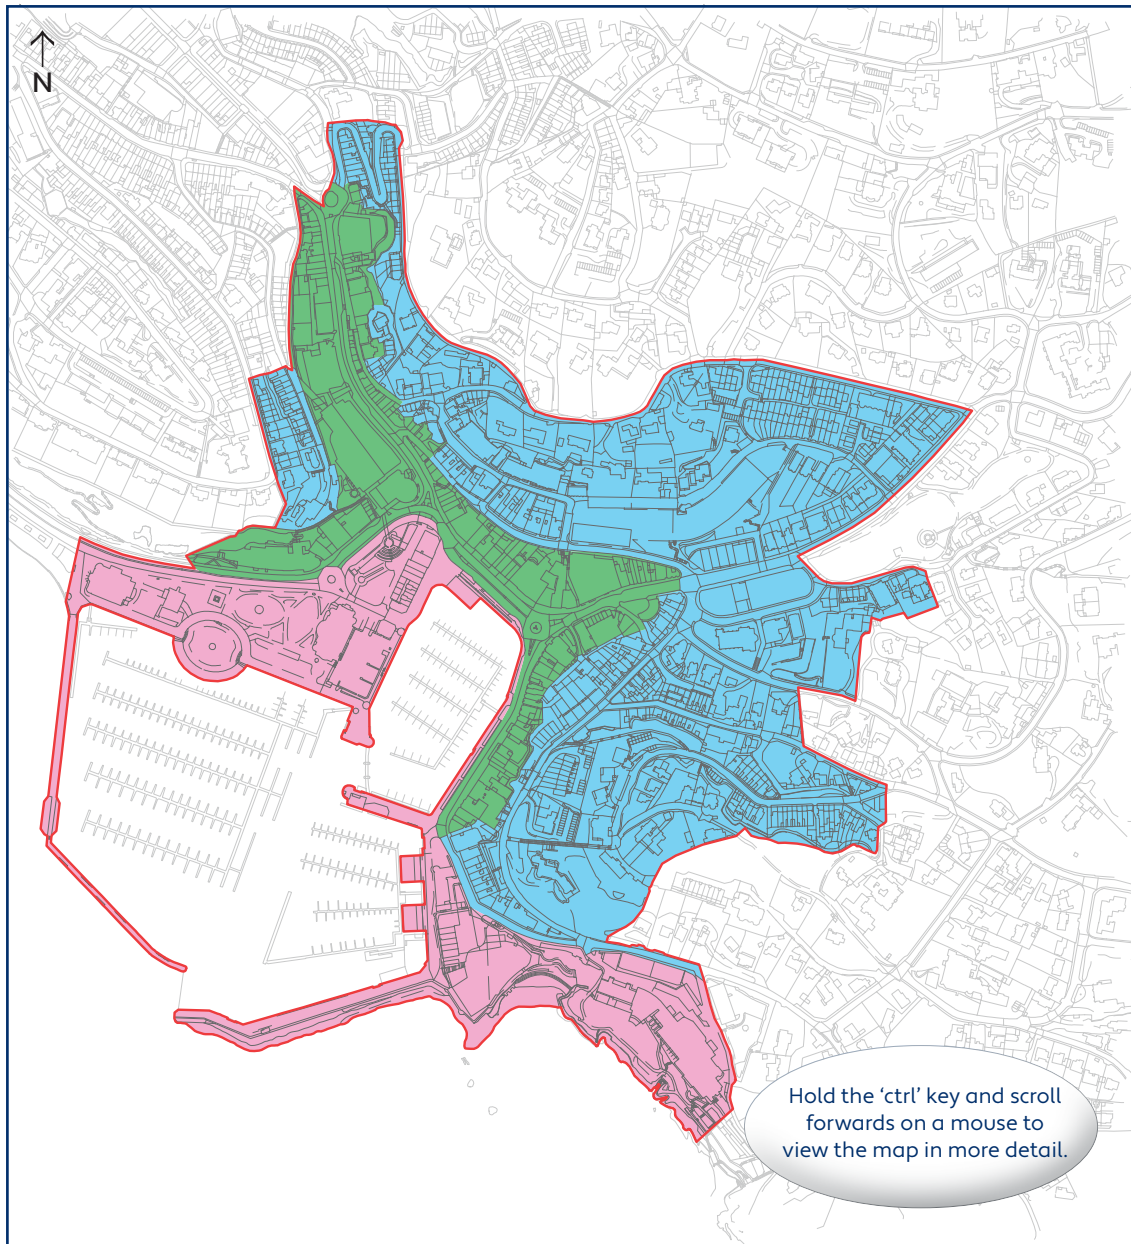 N
Hold the ‘ctrl’ key and scroll
forwards on a mouse to
view the map in more detail.